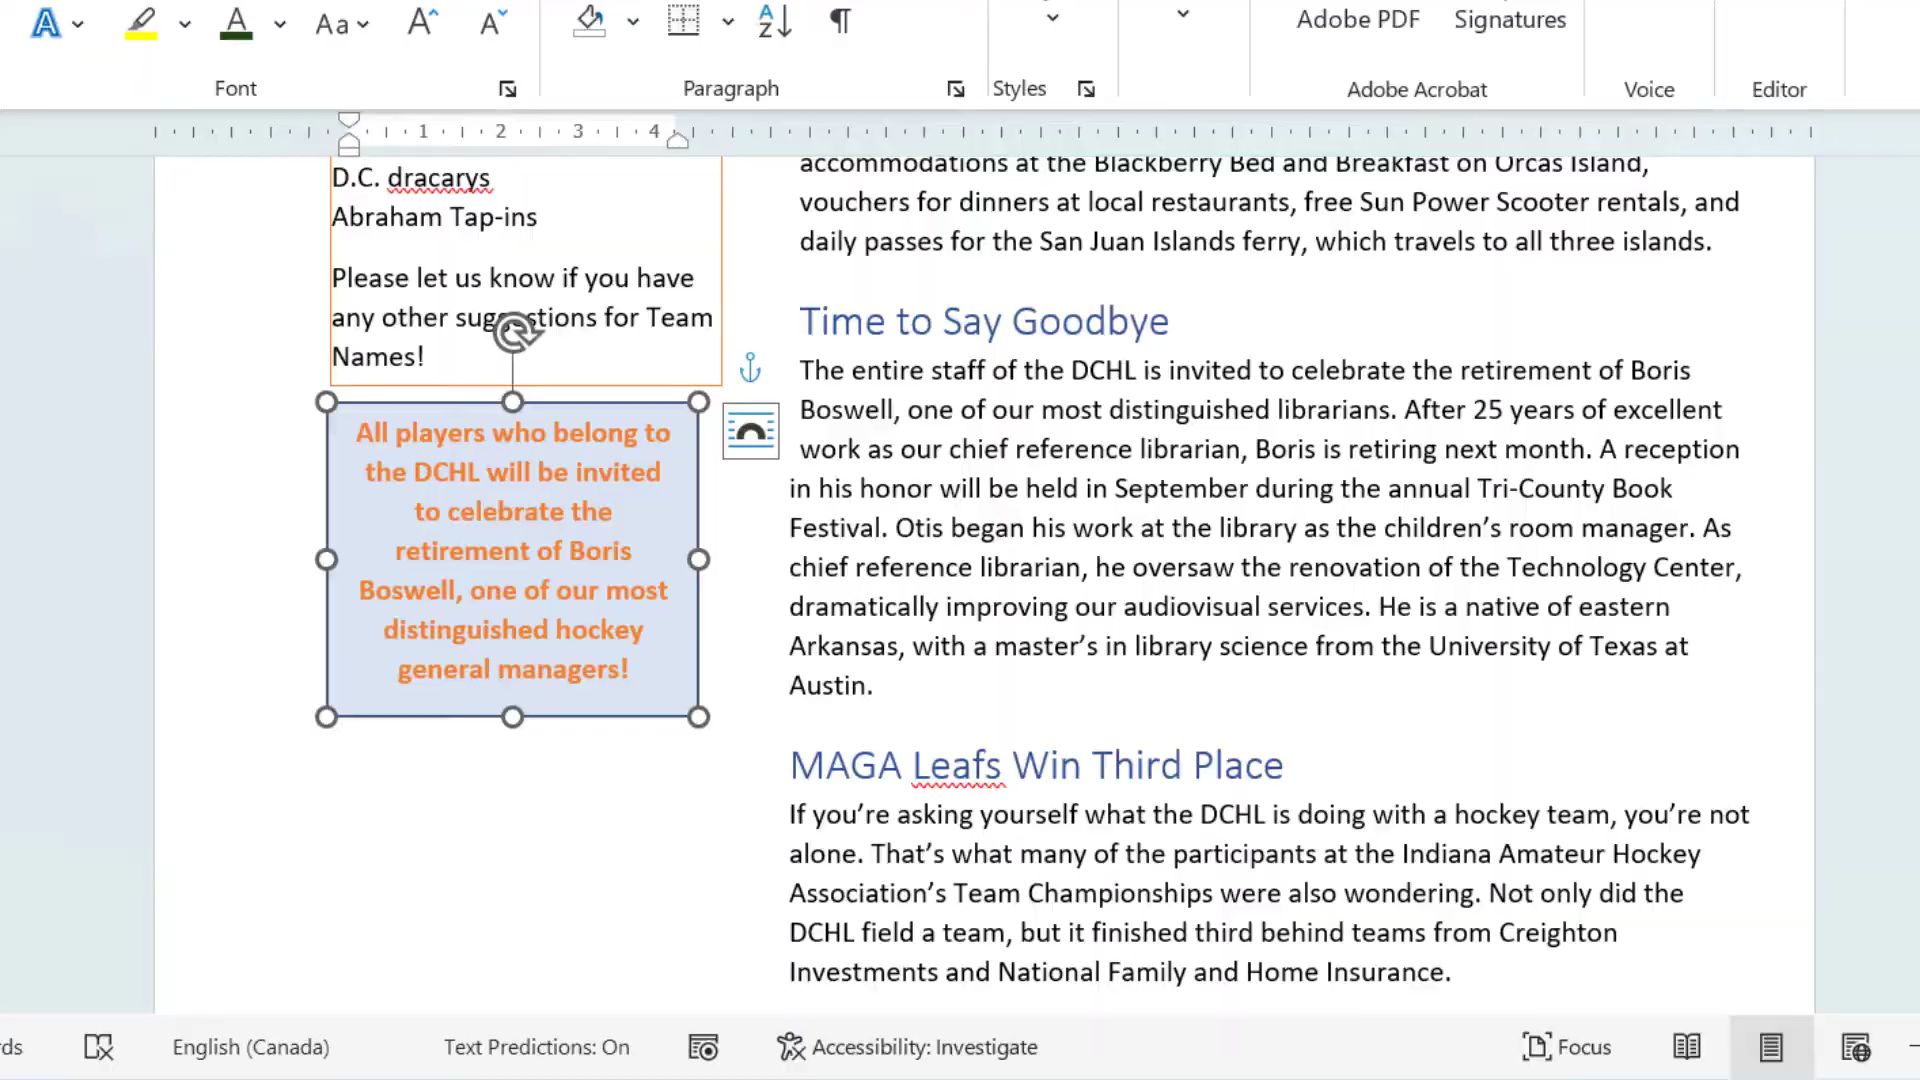 Aa
Adobe PDF
Signatures
Font
Paragraph
Styles
Adobe Acrobat
Voice
Editor
1 2 3 4
D.C. dracarys
Abraham Tap-ins
Please let us know if you have
any other suggestions for Team
Names!
All players who belong to
the DCHL will be invited
to celebrate the
retirement of Boris
Boswell, one of our most
distinguished hockey
general managers!
accommodations at the Blackberry Bed and Breakfast on Orcas Island,
vouchers for dinners at local restaurants, free Sun Power Scooter rentals, and
daily passes for the San Juan Islands ferry, which travels to all three islands.
Time to Say Goodbye
The entire staff of the DCHL is invited to celebrate the retirement of Boris
Boswell, one of our most distinguished librarians. After 25 years of excellent
work as our chief reference librarian, Boris is retiring next month. A reception
in his honor will be held in September during the annual Tri-County Book
Festival. Otis began his work at the library as the children’s room manager. As
chief reference librarian, he oversaw the renovation of the Technology Center,
dramatically improving our audiovisual services. He is a native of eastern
Arkansas, with a master’s in library science from the University of Texas at
Austin.
MAGA Leafs Win Third Place
If you’re asking yourself what the DCHL is doing with a hockey team, you’re not
alone. That’s what many of the participants at the Indiana Amateur Hockey
Association’s Team Championships were also wondering. Not only did the
DCHL field a team, but it finished third behind teams from Creighton
Investments and National Family and Home Insurance.
English (Canada)
Text Predictions: On
Accessibility: Investigate
Focus